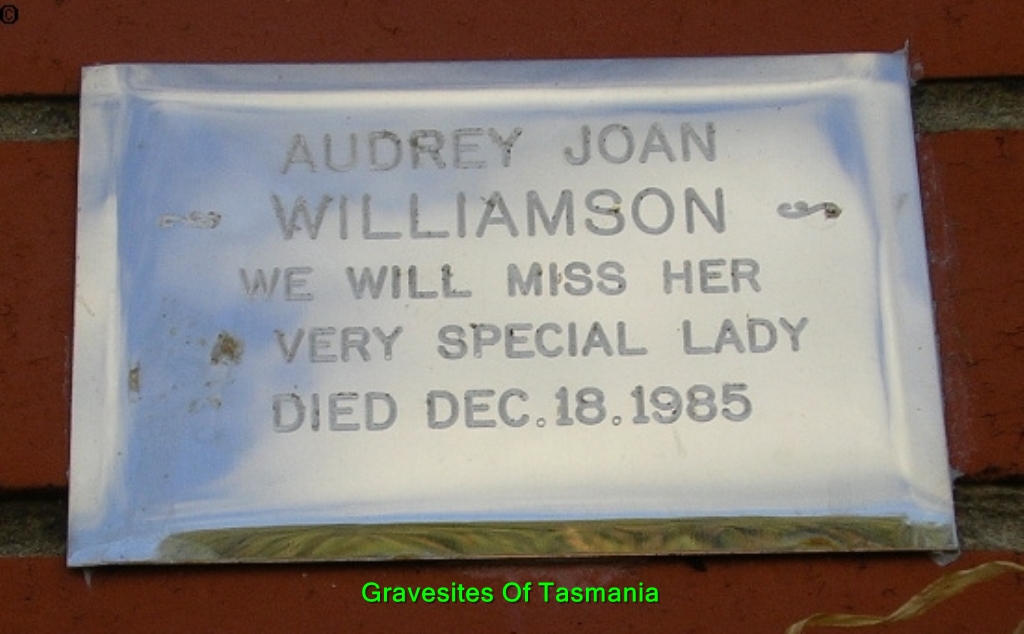 ©
AUDREY JOAN
WILLIAMSON
WE WILL MISS HER
VERY SPECIAL LADY
DIED DEC.18.1985
Gravesites Of Tasmania